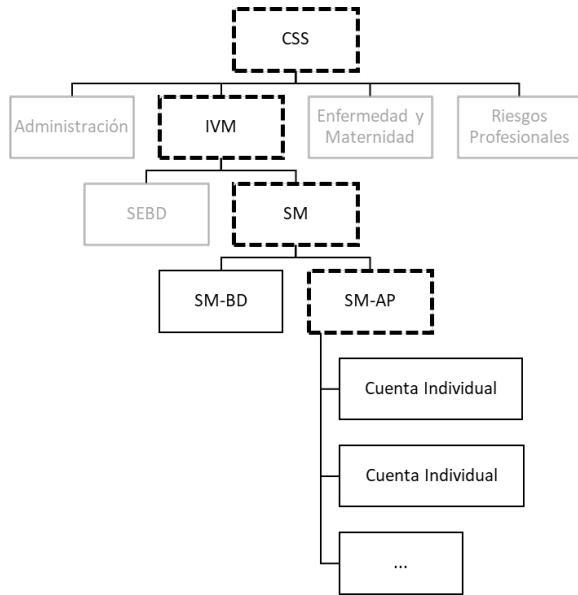 CSS
Administración
IVM
Enfermedad y
Maternidad
Riesgos
Profesionales
SEBD
SM
SM-BD
SM-AP
Cuenta Individual
Cuenta Individual
...